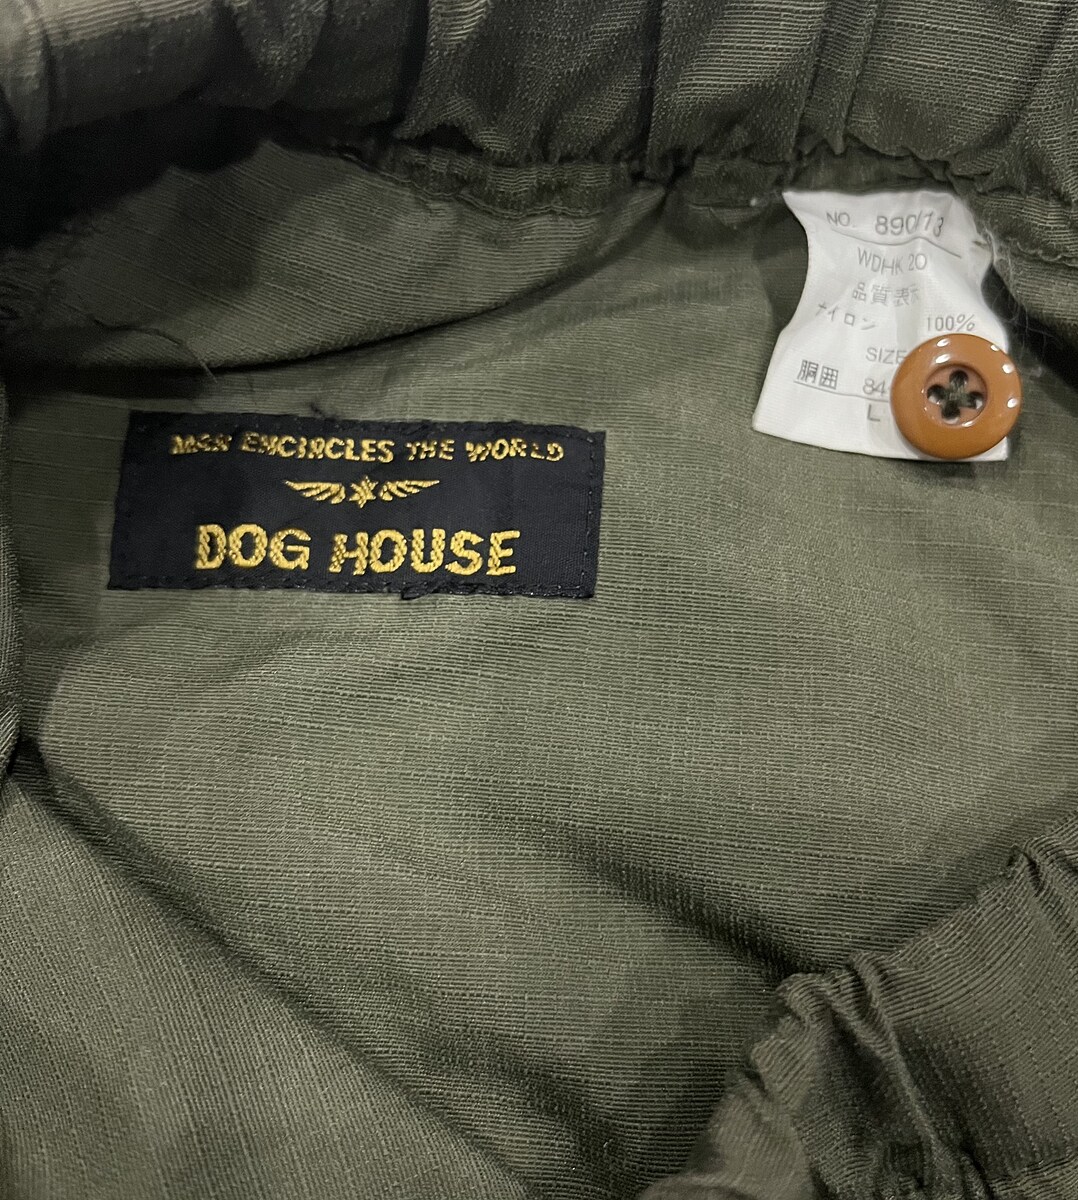 M&R ENCIRCLES THE WORLD
DOG HOUSE
NO. 890/13
WDHK 20
品質表示
ナイロン 100%
SIZE
胴囲 84
L